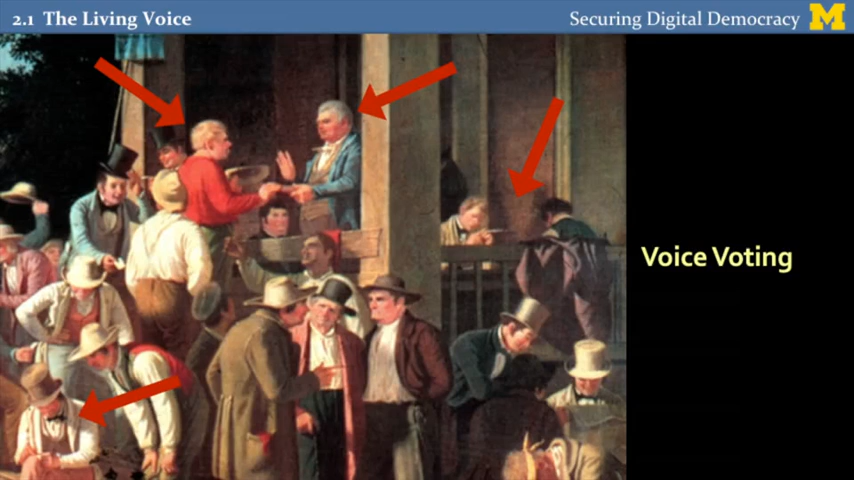 2.1 The Living Voice
Securing Digital Democracy M
Voice Voting